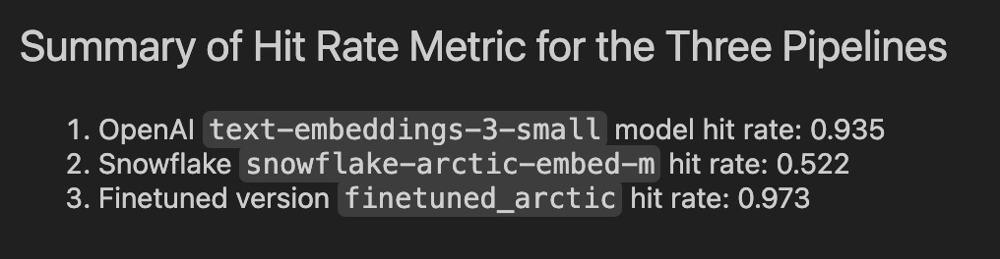 Summary of Hit Rate Metric for the Three Pipelines
1. OpenAI text-embeddings-3-small model hit rate: 0.935
2. Snowflake snowflake-arctic-embed-m hit rate: 0.522
3. Finetuned version finetuned_arctic hit rate: 0.973